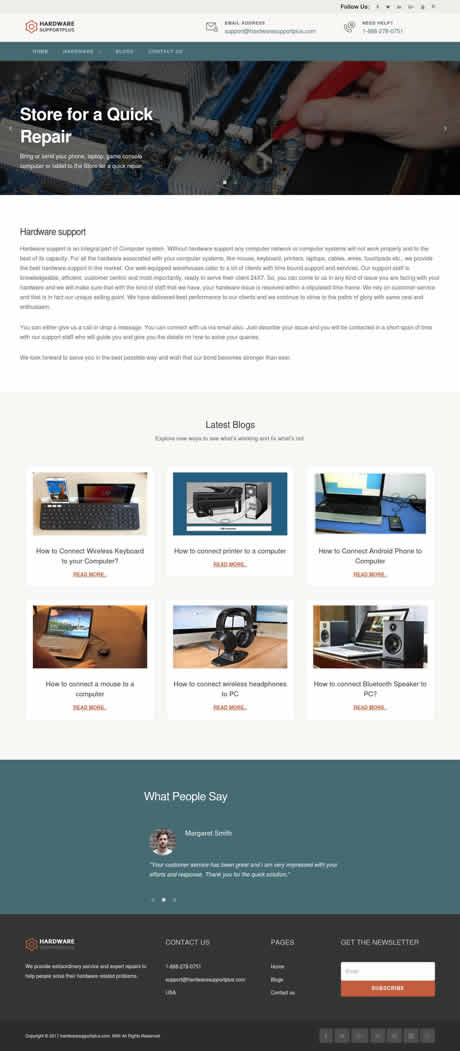 Follow Us:
HARDWARE
SUPPORTPLUS
EMAIL ADDRESS
support@hardwaresupportplus.com
NEED HELP?
1-888-278-0751
HOME
HARDWARE
BLOGS
CONTACT US
Store for a Quick
Repair
Bring or send your phone, laptop, game console
computer or tablet to the Store for a quick repair.
Hardware support
Hardware support is an integral part of Computer system. Without hardware support any computer network or computer systems will not work properly and to the
best of its capacity. For all the hardware associated with your computer systems, like mouse, keyboard, printers, laptops, cables, wires, touchpads etc., we provide
the best hardware support in the market. Our well-equipped warehouses cater to a lot of clients with time bound support and services. Our support staff is
knowledgeable, efficient, customer centric and most importantly, ready to serve their client 24X7. So, you can come to us in any kind of issue you are facing with your
hardware and we will make sure that with the kind of staff that we have, your hardware issue is resolved within a stipulated time frame. We rely on customer service
and that is in fact our unique selling point. We have delivered best performance to our clients and we continue to strive to the paths of glory with same zeal and
enthusiasm.
You can either give us a call or drop a message. You can connect with us via email also. Just describe your issue and you will be contacted in a short span of time
with our support staff who will guide you and give you the details on how to solve your queries.
We look forward to serve you in the best possible way and wish that our bond becomes stronger than ever.
Latest Blogs
Explore new ways to see what's working and fix what's not
How to Connect Wireless Keyboard
to your Computer?
READ MORE..
How to connect printer to a computer
READ MORE..
How to Connect Android Phone to
Computer
READ MORE..
How to connect a mouse to a
computer
READ MORE..
How to connect wireless headphones
to PC
READ MORE..
How to connect Bluetooth Speaker to
PC?
READ MORE..
What People Say
Margaret Smith
"Your customer service has been great and I am very impressed with your
efforts and response. Thank you for the quick solution."
HARDWARE
SUPPORTPLUS
We provide extraordinary service and expert repairs to
help people solve their hardware-related problems.
CONTACT US
1-888-278-0751
support@hardwaresupportplus.com
USA
PAGES
Home
Blogs
Contact us
GET THE NEWSLETTER
Email
SUBSCRIBE
Copyright © 2017 hardwaresupportplus.com. With All Rights Reserved